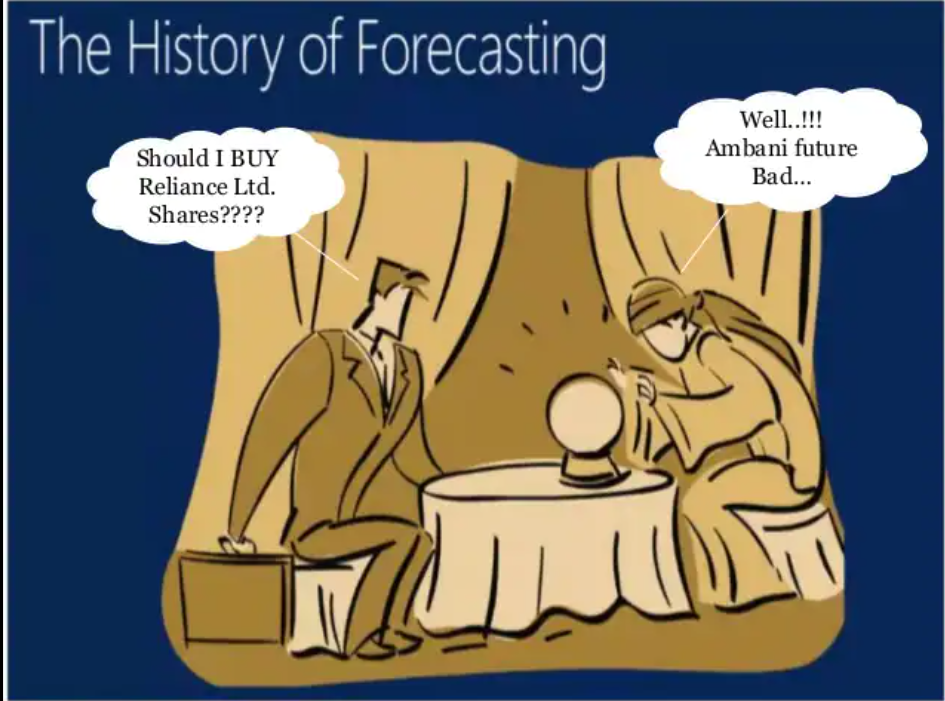 The History of Forecasting
Should I BUY
Reliance Ltd.
Shares????
Well..!!!
Ambani future
Bad...